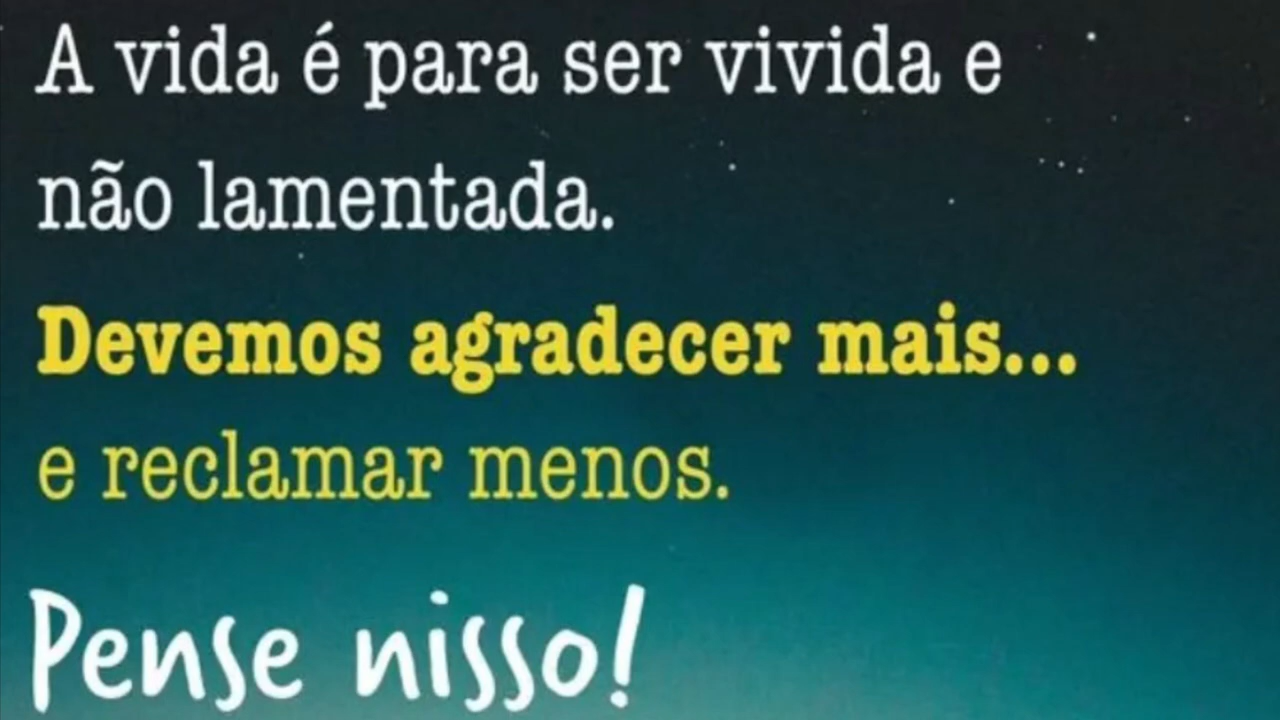 A vida é para ser vivida e
não lamentada.
Devemos agradecer mais...
e reclamar menos.
Pense nisso!